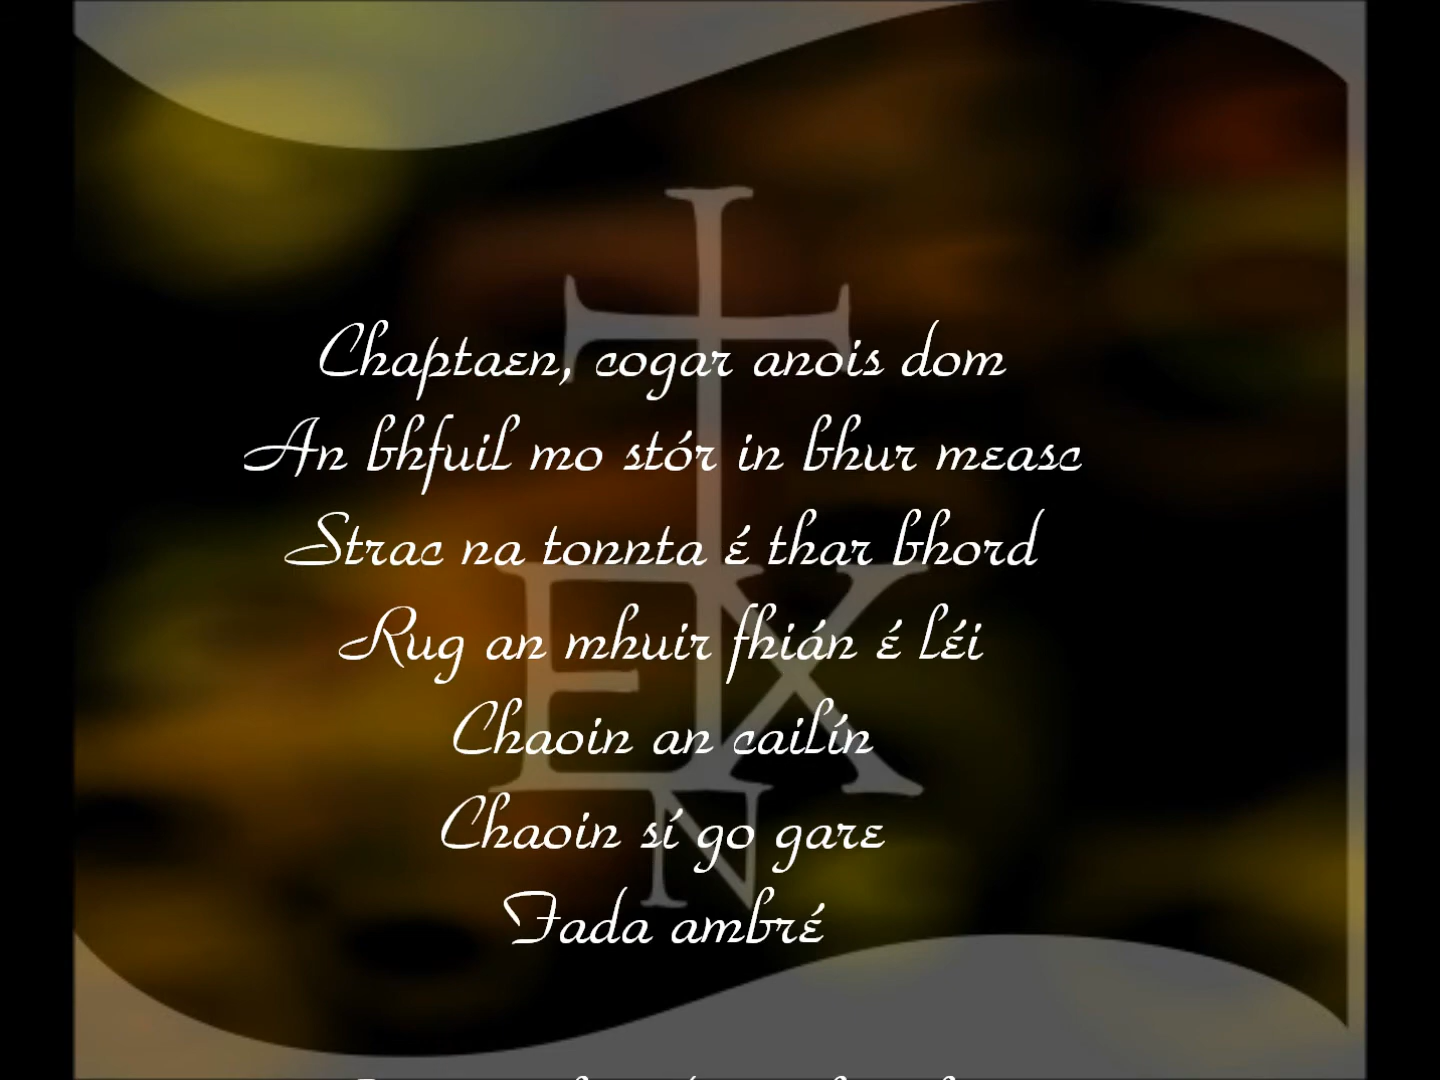 Chaptaen, cogar anois dom
An bhfuil mo stór in bhur measc
Strac na tonnta é thar bhord
Rug an mhuir fhián é léi
Chaoin an cailín
Chaoin sí go gare
Fada ambré
EX
N